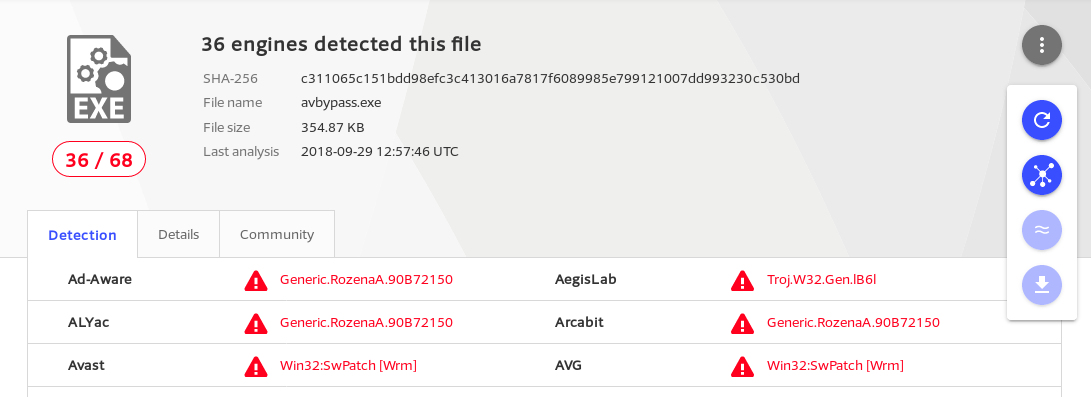 36 engines detected this file
EXE
SHA-256 c311065c151bdd98efc3c413016a7817f6089985e799121007dd993230c530bd
File name avbypass.exe
File size 354.87 KB
36 / 68
Last analysis 2018-09-29 12:57:46 UTC
Detection Details Community
Ad-Aware Generic.RozenaA.90B72150 AegisLab Troj.W32.Gen.lB6l
ALYac Generic.RozenaA.90B72150 Arcabit Generic.RozenaA.90B72150
Avast Win32:SwPatch [Wrm] AVG Win32:SwPatch [Wrm]